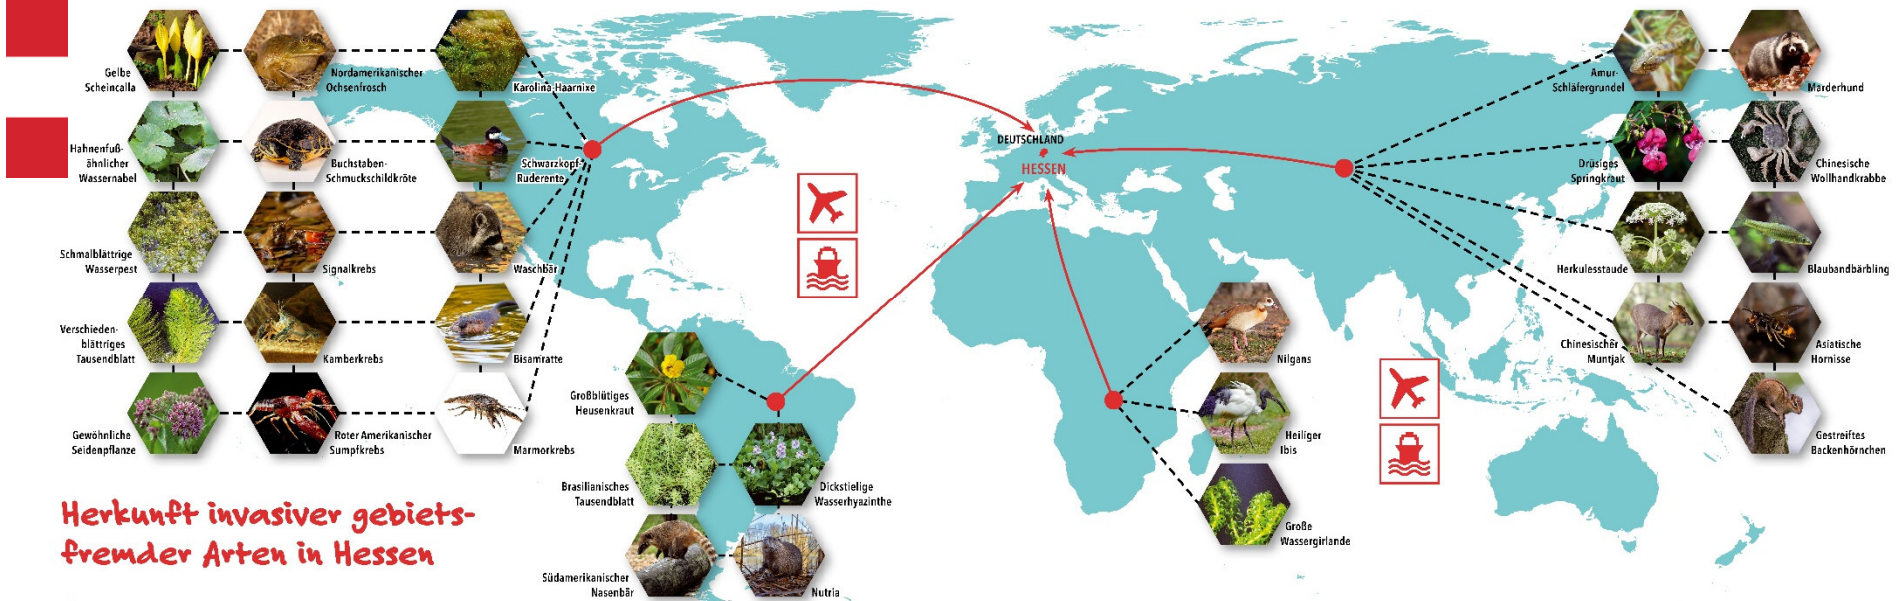 Gelbe
Scheincalla
Nordamerikanischer
Ochsenfrosch
Karolina-Haarnixe
Hahnenfuß-
ähnlicher
Wassernabel
Buchstaben-
Schmuckschildkröte
Schwarzkopf-
Ruderente
Schmalblättrige
Wasserpest
Signalkrebs
Waschbär
Verschieden-
blättriges
Tausendblatt
Kamberkrebs
Bisamratte
Gewöhnliche
Seidenpflanze
Roter Amerikanischer
Sumpfkrebs
Marmorkrebs
Herkunft invasiver gebiets-
fremder Arten in Hessen
Großblütiges
Heusenkraut
Brasilianisches
Tausendblatt
Dickstielige
Wasserhyazinthe
Südamerikanischer
Nasenbär
Nutria
DEUTSCHLAND
HESSEN
Nilgans
Heiliger
Ibis
Große
Wassergirlande
Amur-
Schläfergrundel
Marderhund
Drüsiges
Springkraut
Chinesische
Wollhandkrabbe
Herkulesstaude
Blaubandbärbling
Chinesischer
Muntjak
Asiatische
Hornisse
Gestreiftes
Backenhörnchen